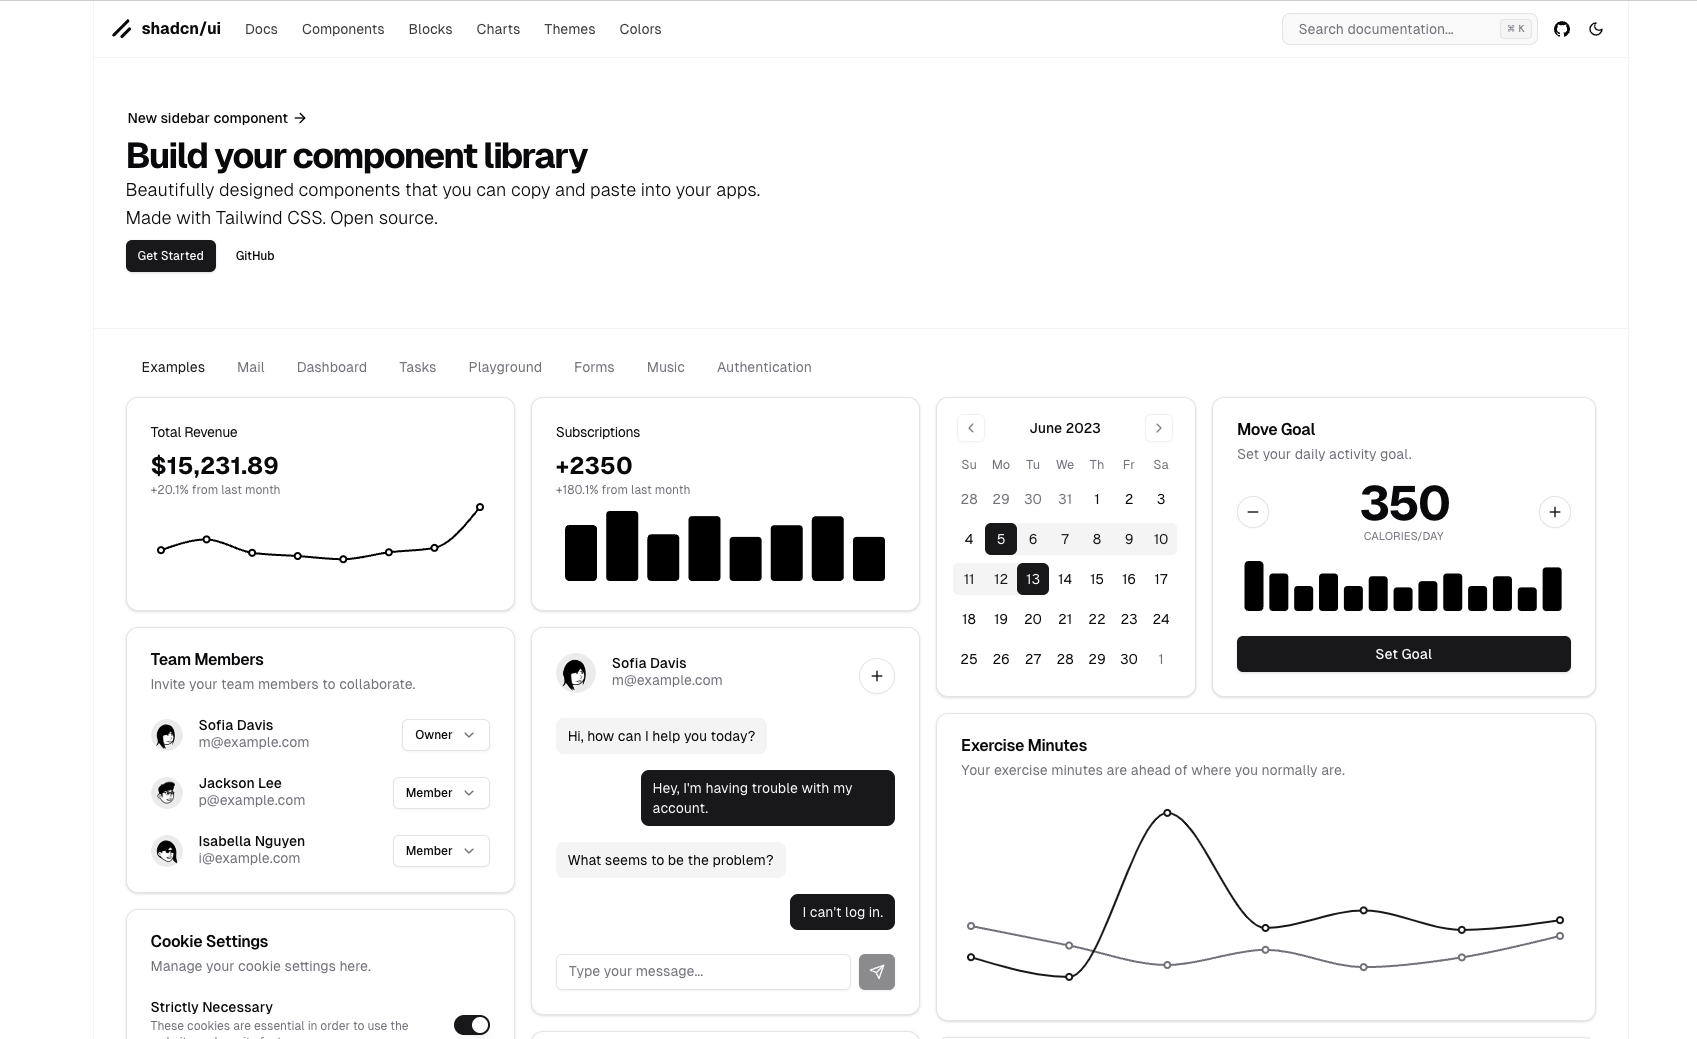 shadcn/ui Docs Components Blocks Charts Themes Colors Search documentation... ⌘ K
New sidebar component →
Build your component library
Beautifully designed components that you can copy and paste into your apps.
Made with Tailwind CSS. Open source.
Get Started GitHub
Examples Mail Dashboard Tasks Playground Forms Music Authentication
Total Revenue
$15,231.89
+20.1% from last month
Subscriptions
+2350
+180.1% from last month
June 2023
Su Mo Tu We Th Fr Sa
28 29 30 31 1 2 3
4 5 6 7 8 9 10
11 12 13 14 15 16 17
18 19 20 21 22 23 24
25 26 27 28 29 30 1
Move Goal
Set your daily activity goal.
350
CALORIES/DAY
Set Goal
Team Members
Invite your team members to collaborate.
Sofia Davis
m@example.com
Owner
Jackson Lee
p@example.com
Member
Isabella Nguyen
i@example.com
Member
Sofia Davis
m@example.com
Hi, how can I help you today?
Hey, I'm having trouble with my
account.
What seems to be the problem?
I can't log in.
Type your message...
Exercise Minutes
Your exercise minutes are ahead of where you normally are.
Cookie Settings
Manage your cookie settings here.
Strictly Necessary
These cookies are essential in order to use the